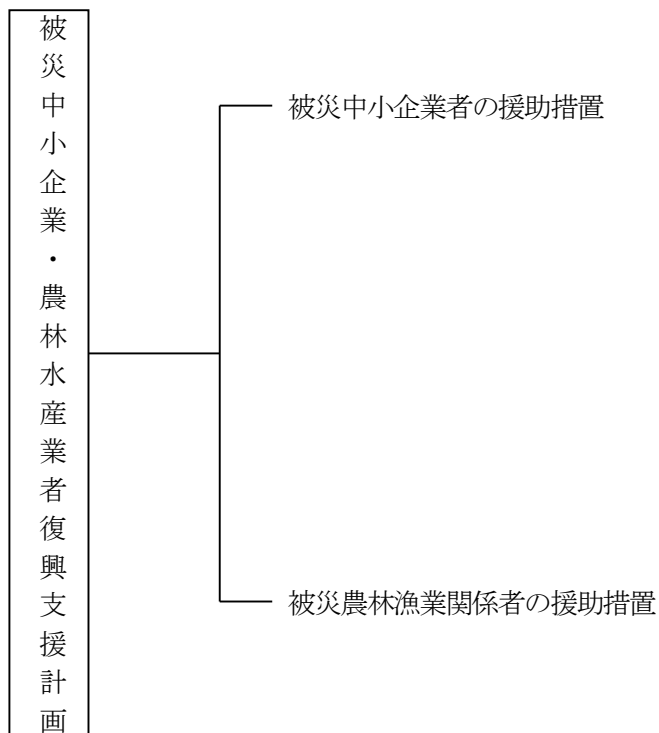 被災中小企業・農林水産業者復興支援計画
被災中小企業者の援助措置
被災農林漁業関係者の援助措置